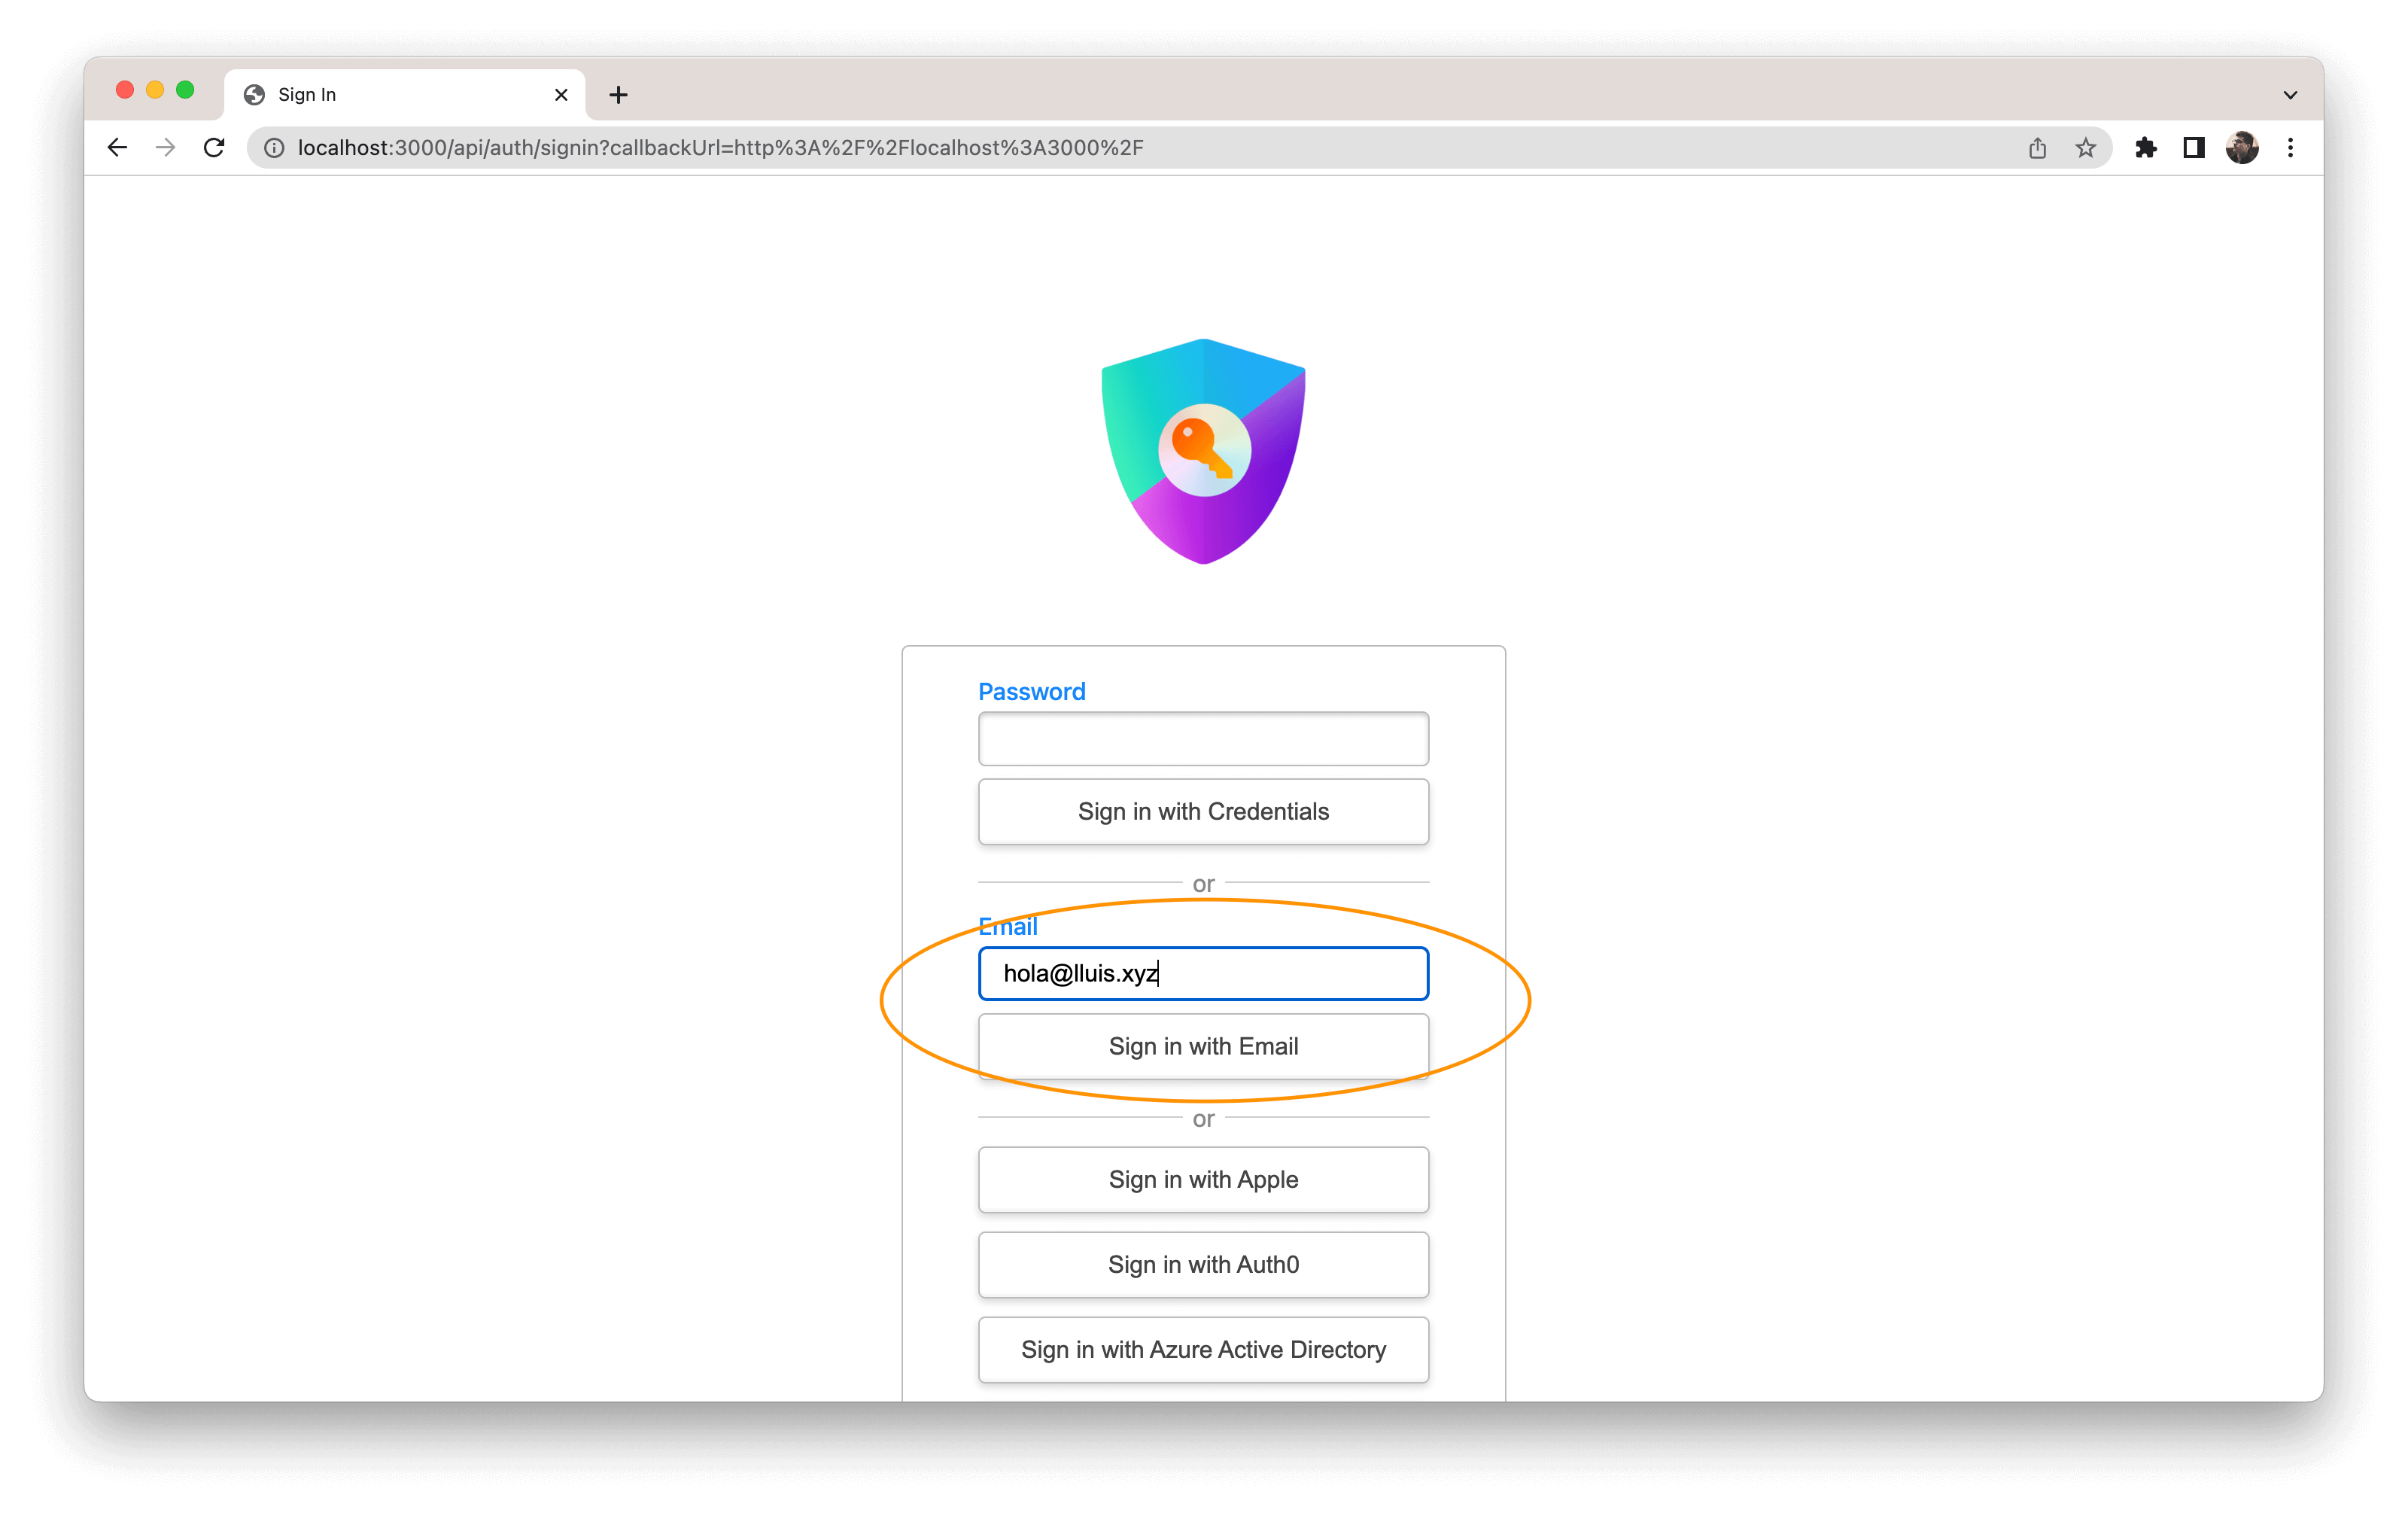 Sign In
localhost:3000/api/auth/signin?callbackUrl=http%3A%2F%2Flocalhost%3A3000%2F
Password
Sign in with Credentials
or
Email
hola@lluis.xyz
Sign in with Email
or
Sign in with Apple
Sign in with Auth0
Sign in with Azure Active Directory